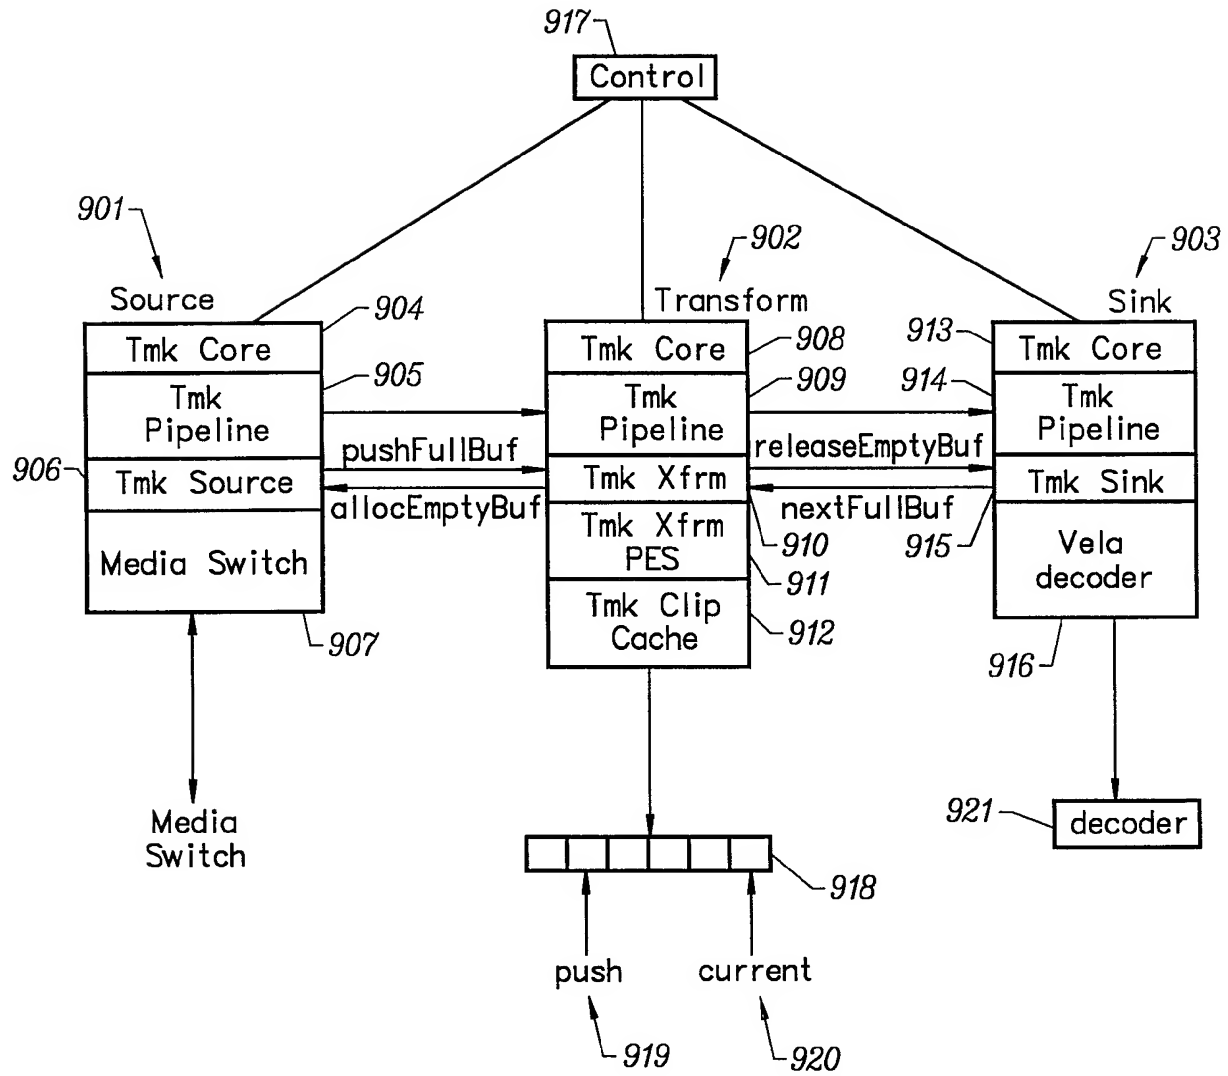 917
Control
901
902
903
Source
904
Transform
908
Sink
913
Tmk Core
Tmk Core
Tmk Core
905
909
914
Tmk
Pipeline
Tmk
Pipeline
Tmk
Pipeline
906
pushFullBuf
releaseEmptyBuf
Tmk Source
Tmk Xfrm
Tmk Sink
allocEmptyBuf
nextFullBuf
910
915
Media Switch
Tmk Xfrm
PES
911
Vela
decoder
Tmk Clip
Cache
912
907
916
Media
Switch
921
decoder
918
push
current
919
920